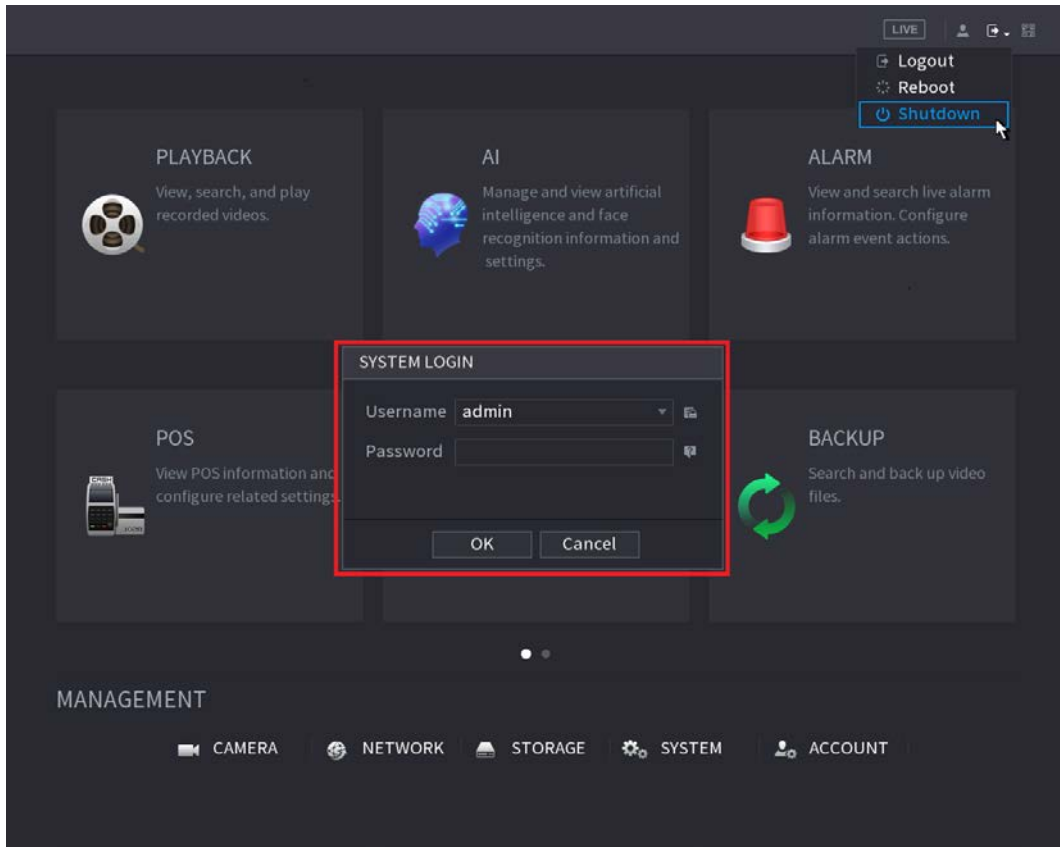 LIVE
Logout
Reboot
Shutdown
PLAYBACK
View, search, and play
recorded videos.
AI
Manage and view artificial
intelligence and face
recognition information and
settings.
ALARM
View and search live alarm
information. Configure
alarm event actions.
SYSTEM LOGIN
Username admin
Password
OK Cancel
POS
View POS information and
configure related settings.
BACKUP
Search and back up video
files.
MANAGEMENT
CAMERA NETWORK STORAGE SYSTEM ACCOUNT